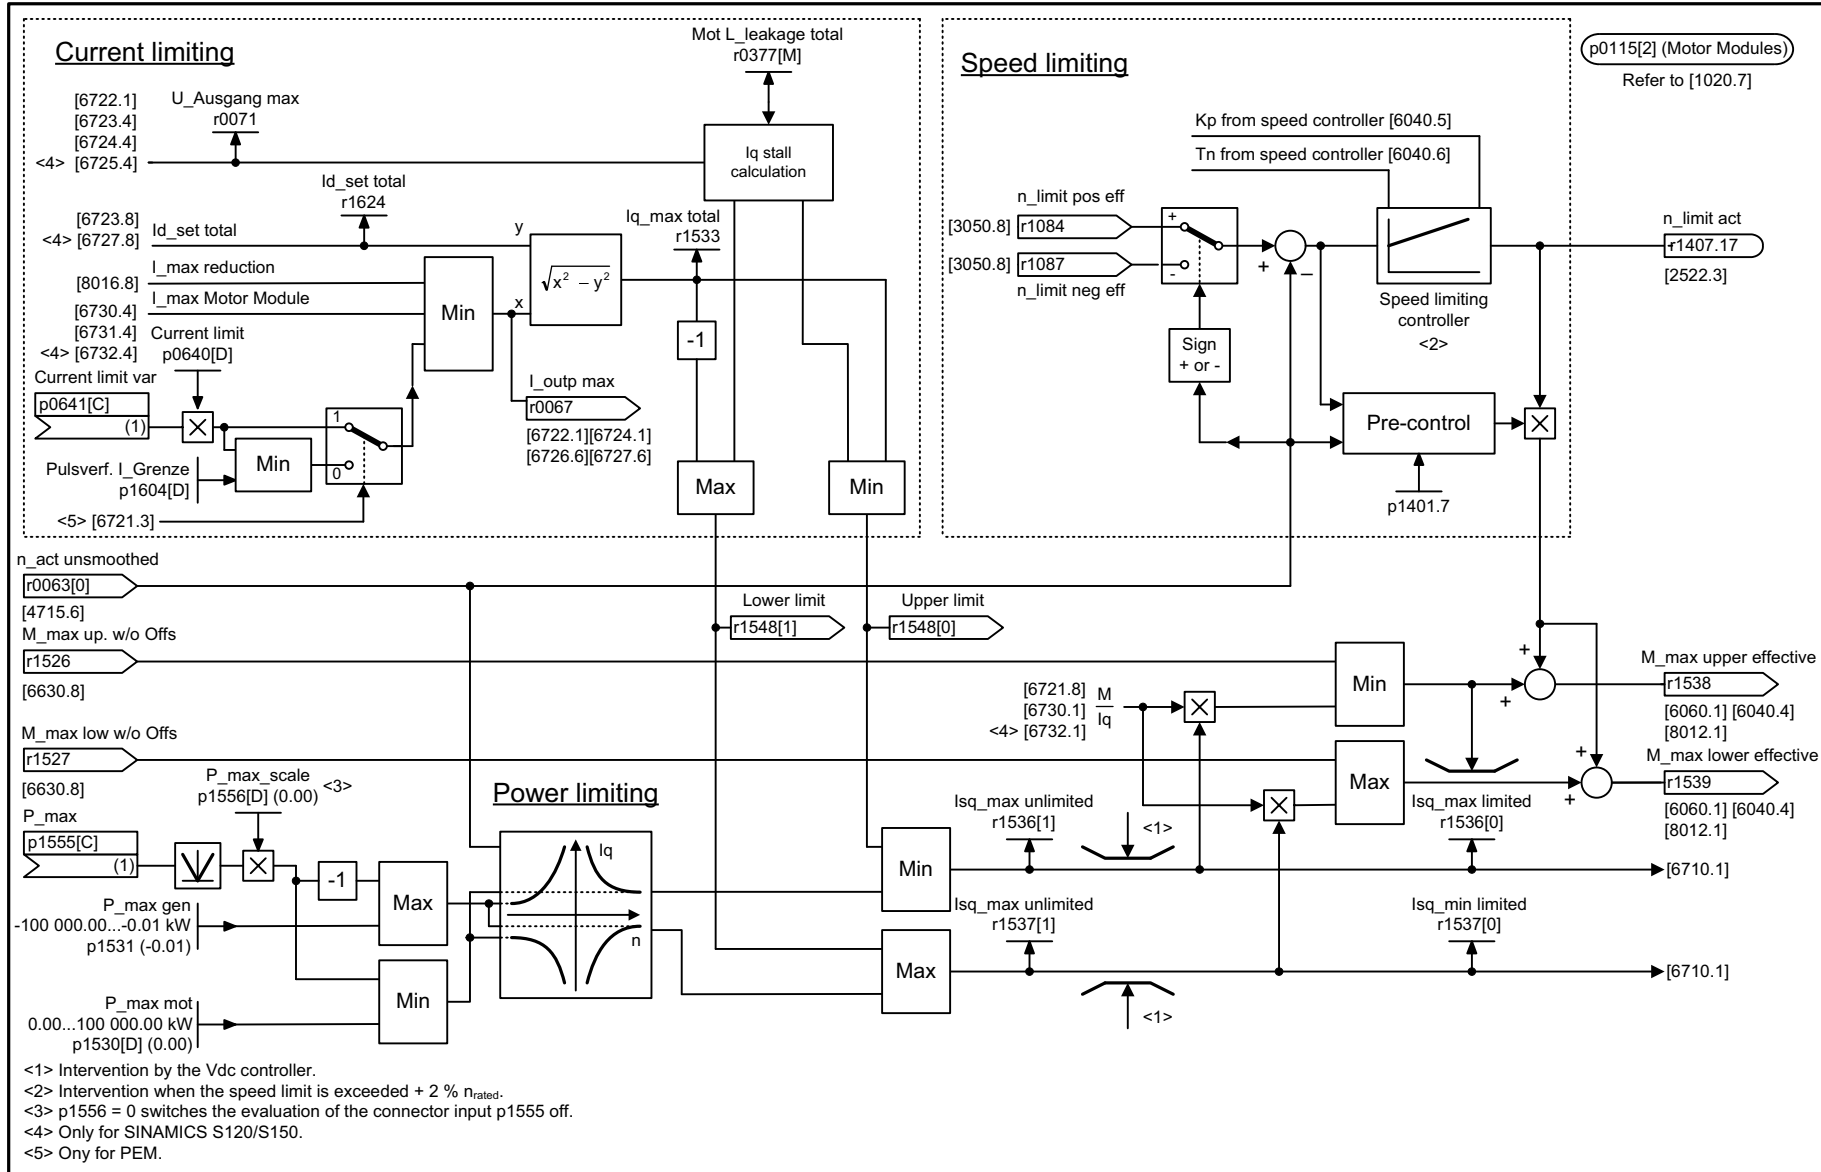 Current limiting
Mot L_leakage total
r0377[M]
[6722.1]
[6723.4]
[6724.4]
<4> [6725.4]
U_Ausgang max
r0071
Iq stall
calculation
Id_set total
r1624
[6723.8]
<4> [6727.8]
Id_set total
y
Iq_max total
r1533
I_max reduction
[8016.8]
I_max Motor Module
[6730.4]
[6731.4]
<4> [6732.4]
Min
x
√x² – y²
-1
Current limit
p0640[D]
Current limit var
p0641[C]
(1)
I_outp max
r0067
[6722.1][6724.1]
[6726.6][6727.6]
1
0
Min
Pulsverf. I_Grenze
p1604[D]
<5> [6721.3]
Max
Min
Speed limiting
p0115[2] (Motor Modules)
Refer to [1020.7]
Kp from speed controller [6040.5]
Tn from speed controller [6040.6]
n_limit pos eff
[3050.8] r1084
[3050.8] r1087
n_limit neg eff
+
-
+
–
n_limit act
r1407.17
[2522.3]
Speed limiting
controller
<2>
Sign
+ or -
Pre-control
p1401.7
n_act unsmoothed
r0063[0]
[4715.6]
Lower limit
r1548[1]
Upper limit
r1548[0]
M_max up. w/o Offs
r1526
[6630.8]
[6721.8]
[6730.1]
<4> [6732.1]
M
Iq
Min
+
+
M_max upper effective
r1538
[6060.1] [6040.4]
[8012.1]
M_max low w/o Offs
r1527
[6630.8]
Max
+
+
M_max lower effective
r1539
[6060.1] [6040.4]
[8012.1]
P_max_scale
p1556[D] (0.00) <3>
P_max
p1555[C]
(1)
-1
Max
Power limiting
Iq
n
Min
Isq_max unlimited
r1536[1]
<1>
Isq_max limited
r1536[0]
[6710.1]
P_max gen
-100 000.00...-0.01 kW
p1531 (-0.01)
Min
P_max mot
0.00...100 000.00 kW
p1530[D] (0.00)
Max
Isq_max unlimited
r1537[1]
<1>
Isq_min limited
r1537[0]
[6710.1]
<1> Intervention by the Vdc controller.
<2> Intervention when the speed limit is exceeded + 2 % nrated.
<3> p1556 = 0 switches the evaluation of the connector input p1555 off.
<4> Only for SINAMICS S120/S150.
<5> Ony for PEM.